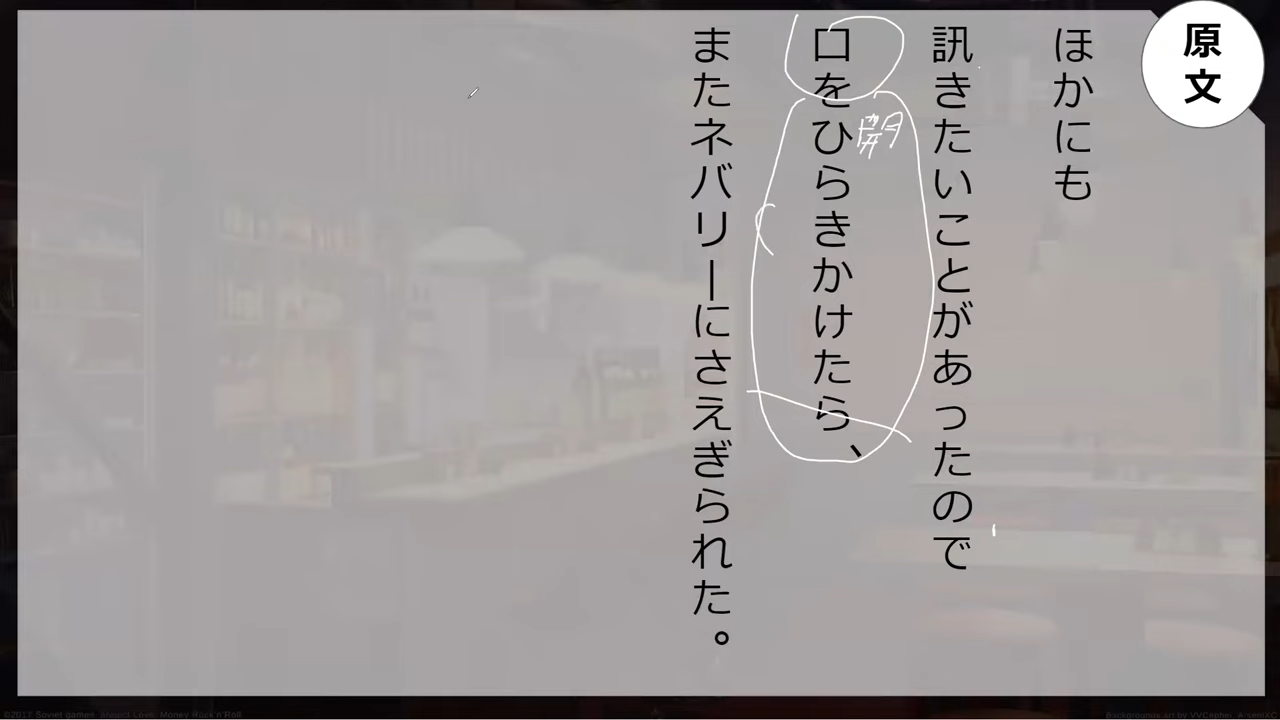 原文
ほかにも
訊きたいことがあったので
口をひらきかけたら、
開
またネバリーにさえぎられた。